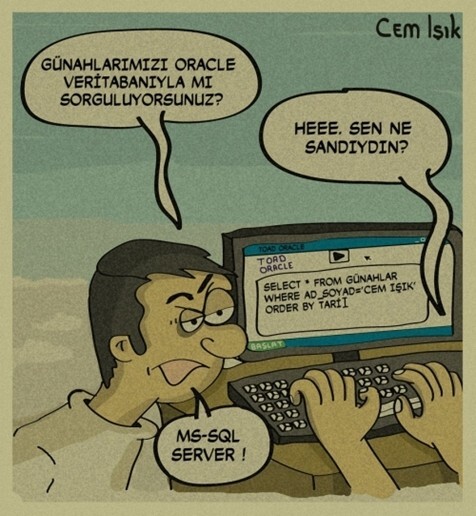 Cem Işık
GÜNAHLARIMIZI ORACLE
VERİTABANIYLA MI
SORGULUYORSUNUZ?
HEEE. SEN NE
SANDIYDIN?
TOAD ORACLE
TOAD
ORACLE
SELECT * FROM GÜNAHLAR
WHERE AD_SOYAD='CEM IŞIK'
ORDER BY TARİ
BAŞLAT
MS-SQL
SERVER !